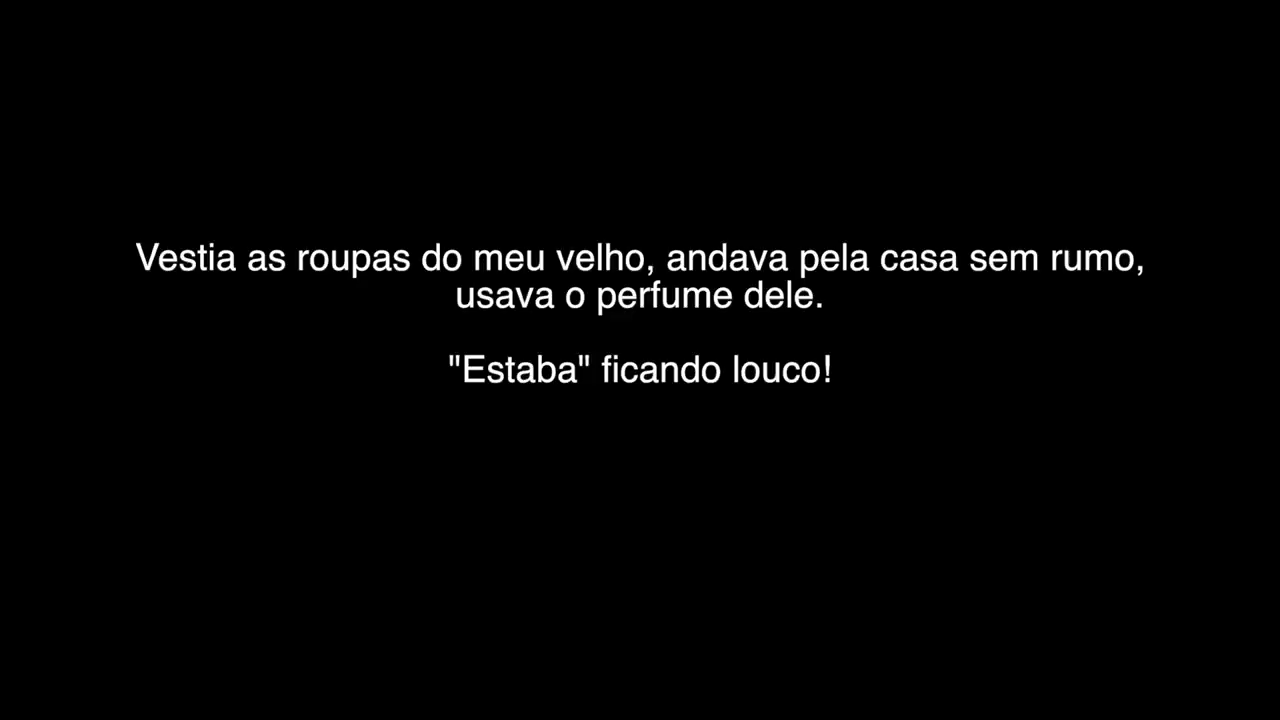 Vestia as roupas do meu velho, andava pela casa sem rumo,
usava o perfume dele.
"Estaba" ficando louco!